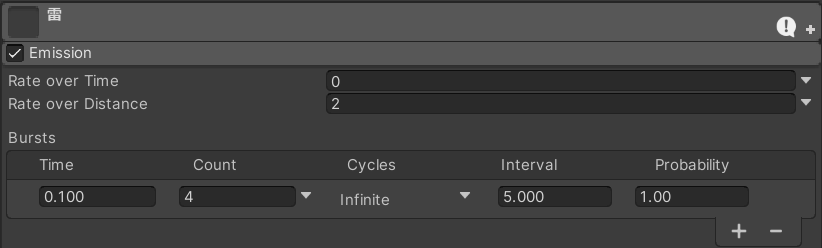 雷
Emission
Rate over Time 0
Rate over Distance 2
Bursts
Time Count Cycles Interval Probability
0.100 4 Infinite 5.000 1.00